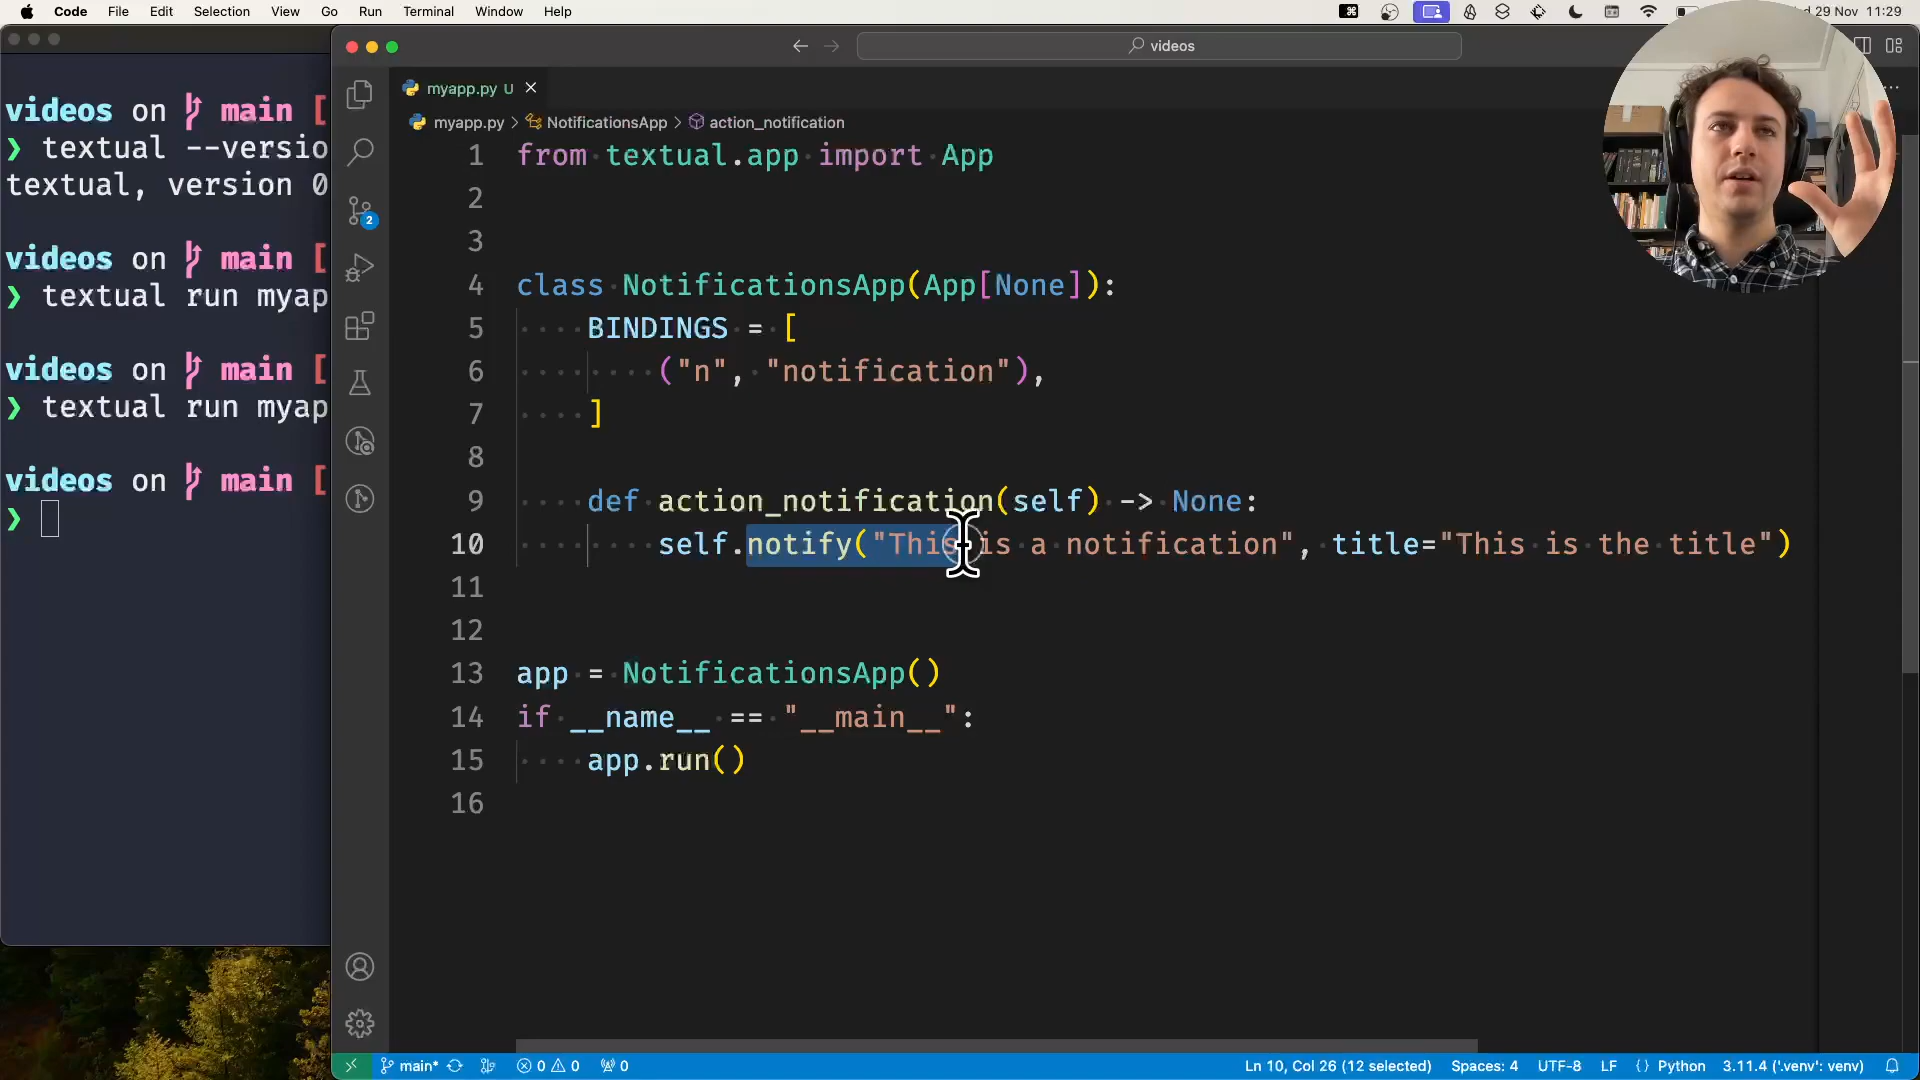 Code File Edit Selection View Go Run Terminal Window Help
29 Nov 11:29
videos on main [
❯ textual --versio
textual, version 0
videos on main [
❯ textual run myap
videos on main [
❯ textual run myap
videos on main [
❯
videos
myapp.py U
myapp.py > NotificationsApp > action_notification
2
1 from textual.app import App
2
3
4 class NotificationsApp(App[None]):
5 BINDINGS = [
6 ("n", "notification"),
7 ]
8
9 def action_notification(self) -> None:
10 self.notify("This is a notification", title="This is the title")
11
12
13 app = NotificationsApp()
14 if __name__ == "__main__":
15 app.run()
16
main* 0 0 0 Ln 10, Col 26 (12 selected) Spaces: 4 UTF-8 LF {} Python 3.11.4 ('.venv': venv)